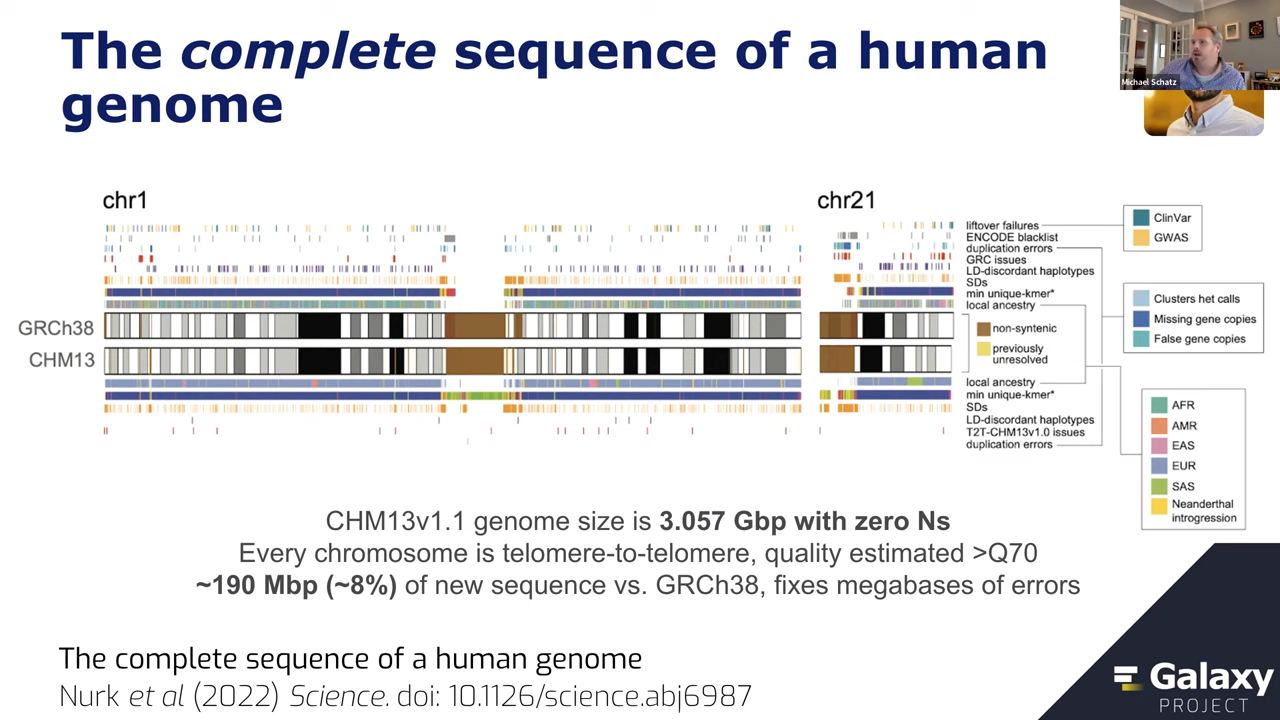 The complete sequence of a human
genome
Michael Schatz
chr1
chr21
liftover failures
ENCODE blacklist
duplication errors
GRC issues
LD-discordant haplotypes
SDs
min unique-kmer*
local ancestry
GRCh38
CHM13
non-syntenic
previously
unresolved
local ancestry
min unique-kmer*
SDs
LD-discordant haplotypes
T2T-CHM13v1.0 issues
duplication errors
ClinVar
GWAS
Clusters het calls
Missing gene copies
False gene copies
AFR
AMR
EAS
EUR
SAS
Neanderthal
introgression
CHM13v1.1 genome size is 3.057 Gbp with zero Ns
Every chromosome is telomere-to-telomere, quality estimated >Q70
~190 Mbp (~8%) of new sequence vs. GRCh38, fixes megabases of errors
The complete sequence of a human genome
Nurk et al (2022) Science. doi: 10.1126/science.abj6987
Galaxy
PROJECT